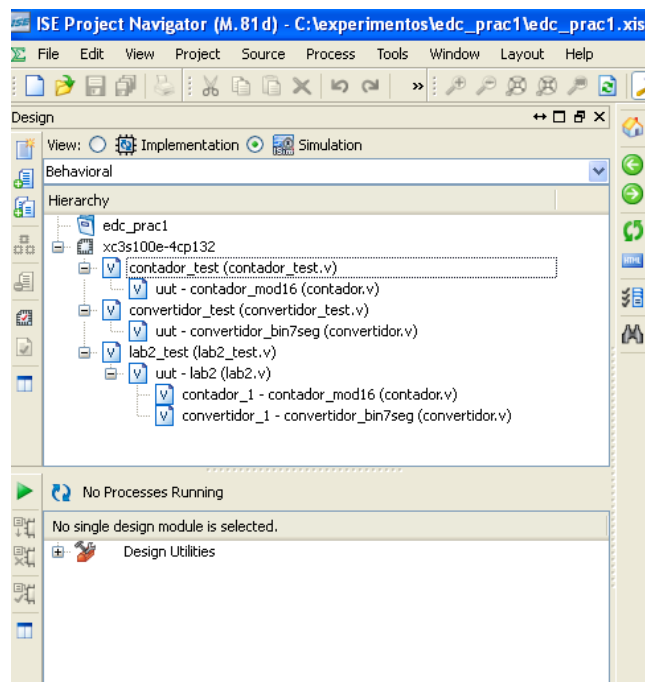 ISE Project Navigator (M.81d) - C:\experimentos\edc_prac1\edc_prac1.xis
File Edit View Project Source Process Tools Window Layout Help
Design
View: Implementation Simulation
Behavioral
Hierarchy
edc_prac1
xc3s100e-4cp132
contador_test (contador_test.v)
uut - contador_mod16 (contador.v)
convertidor_test (convertidor_test.v)
uut - convertidor_bin7seg (convertidor.v)
lab2_test (lab2_test.v)
uut - lab2 (lab2.v)
contador_1 - contador_mod16 (contador.v)
convertidor_1 - convertidor_bin7seg (convertidor.v)
No Processes Running
No single design module is selected.
Design Utilities